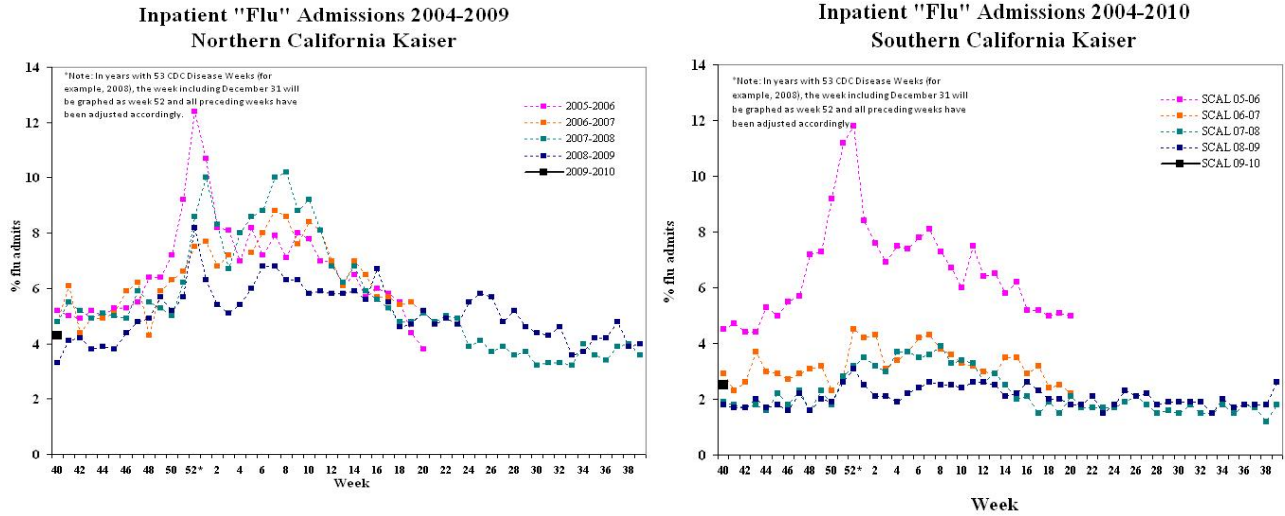 Inpatient "Flu" Admissions 2004-2009
Northern California Kaiser
% flu admits
14
12
10
8
6
4
2
0
*Note: In years with 53 CDC Disease Weeks (for
example, 2008), the week including December 31 will
be graphed as week 52 and all preceding weeks have
been adjusted accordingly.
2005-2006
2006-2007
2007-2008
2008-2009
2009-2010
40 42 44 46 48 50 52* 2 4 6 8 10 12 14 16 18 20 22 24 26 28 30 32 34 36 38
Week
Inpatient "Flu" Admissions 2004-2010
Southern California Kaiser
% flu admits
14
12
10
8
6
4
2
0
*Note: In years with 53 CDC Disease Weeks (for
example, 2008), the week including December 31 will
be graphed as week 52 and all preceding weeks have
been adjusted accordingly.
SCAL 05-06
SCAL 06-07
SCAL 07-08
SCAL 08-09
SCAL 09-10
40 42 44 46 48 50 52* 2 4 6 8 10 12 14 16 18 20 22 24 26 28 30 32 34 36 38
Week